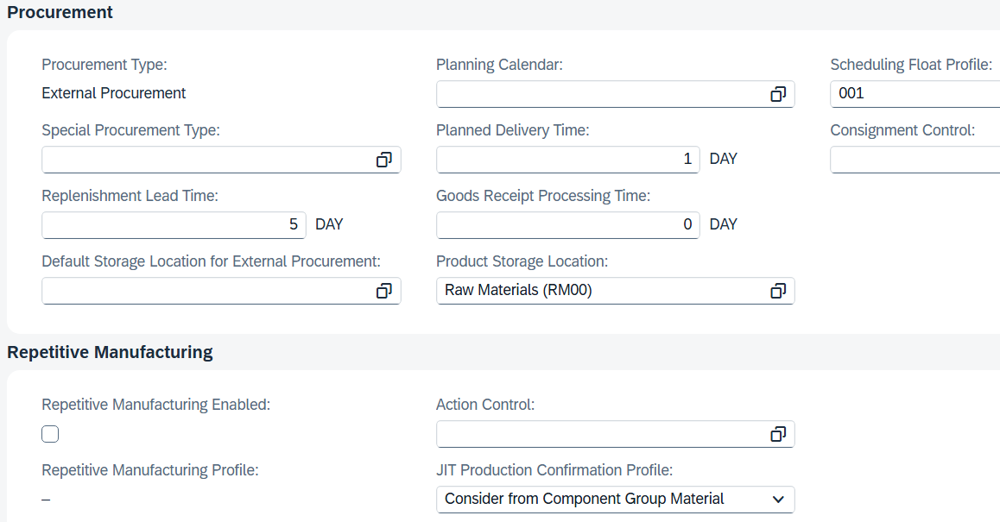 Procurement
Procurement Type:
External Procurement
Planning Calendar:
Scheduling Float Profile:
001
Special Procurement Type:
Planned Delivery Time:
1 DAY
Consignment Control:
Replenishment Lead Time:
5 DAY
Goods Receipt Processing Time:
0 DAY
Default Storage Location for External Procurement:
Product Storage Location:
Raw Materials (RM00)
Repetitive Manufacturing
Repetitive Manufacturing Enabled:
Action Control:
Repetitive Manufacturing Profile:
–
JIT Production Confirmation Profile:
Consider from Component Group Material